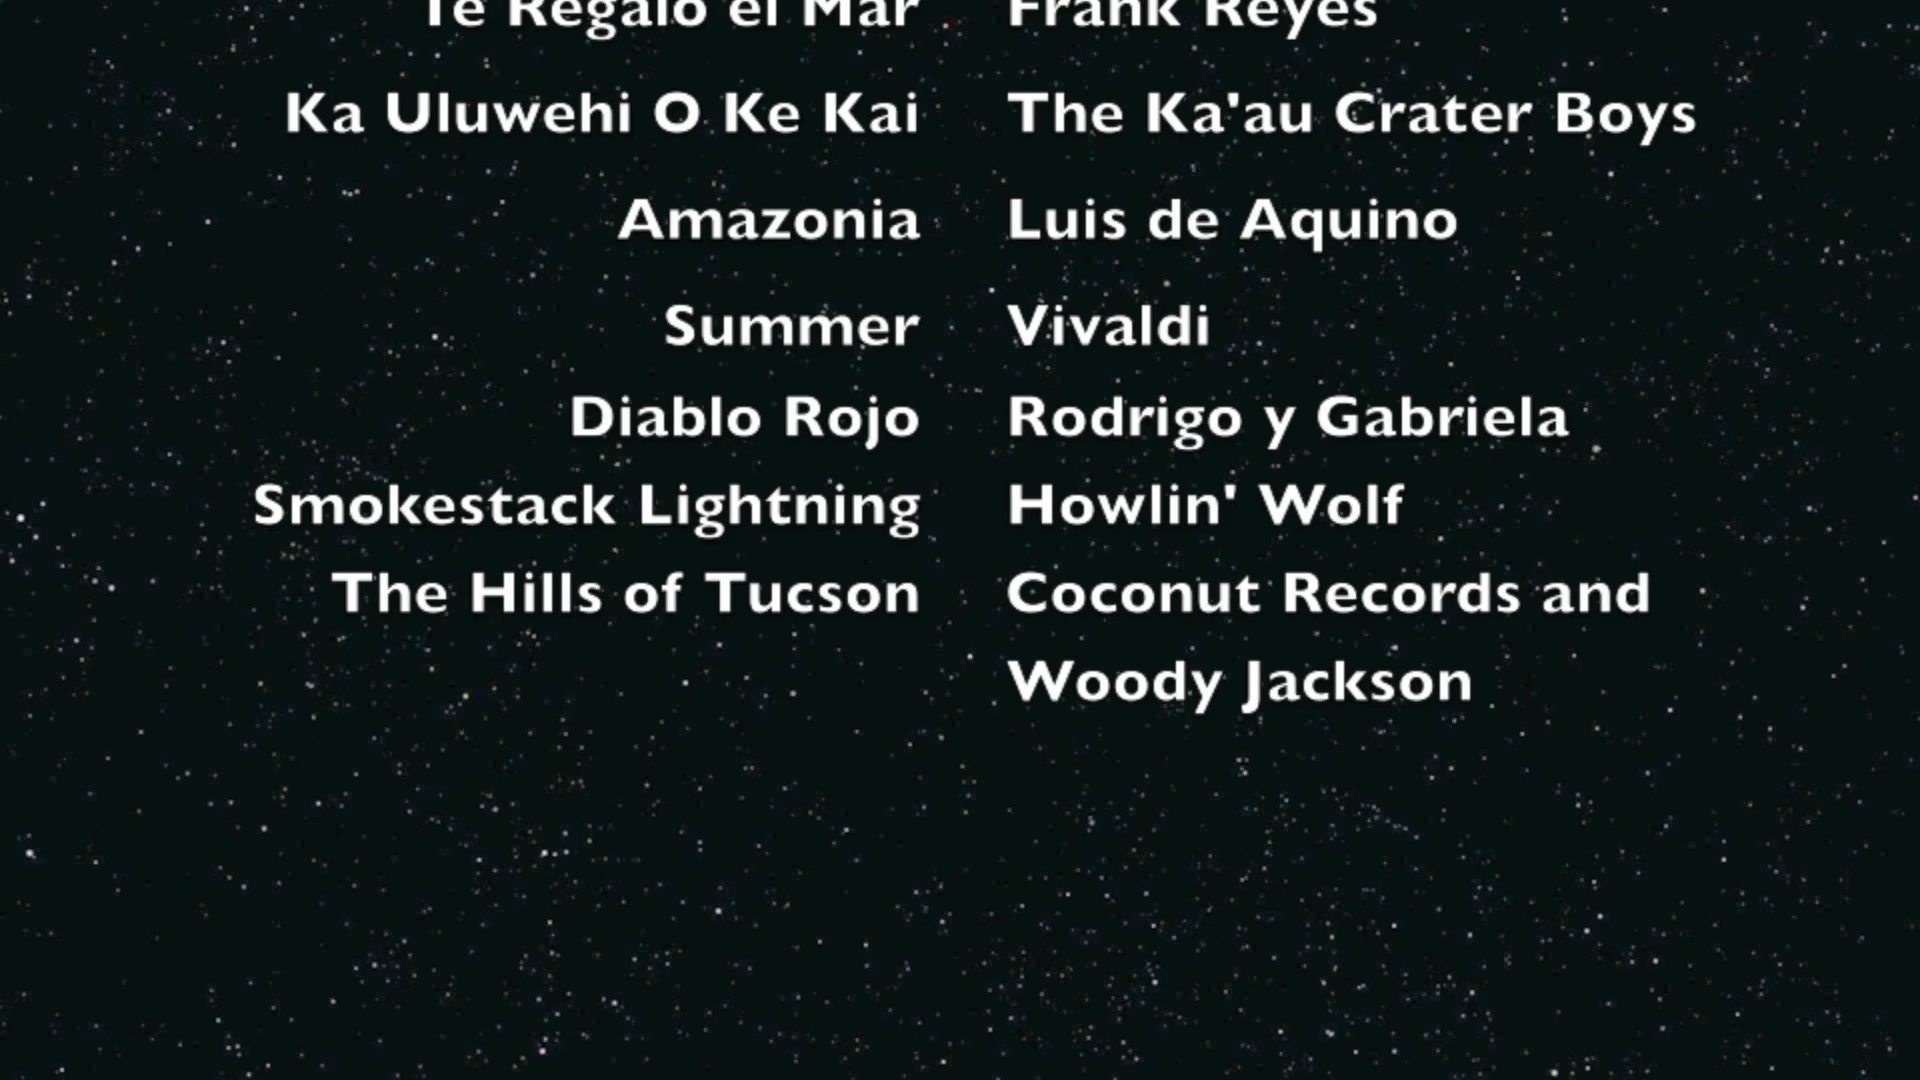 Te Regalo el Mar Frank Reyes
Ka Uluwehi O Ke Kai The Ka'au Crater Boys
Amazonia Luis de Aquino
Summer Vivaldi
Diablo Rojo Rodrigo y Gabriela
Smokestack Lightning Howlin' Wolf
The Hills of Tucson Coconut Records and
Woody Jackson